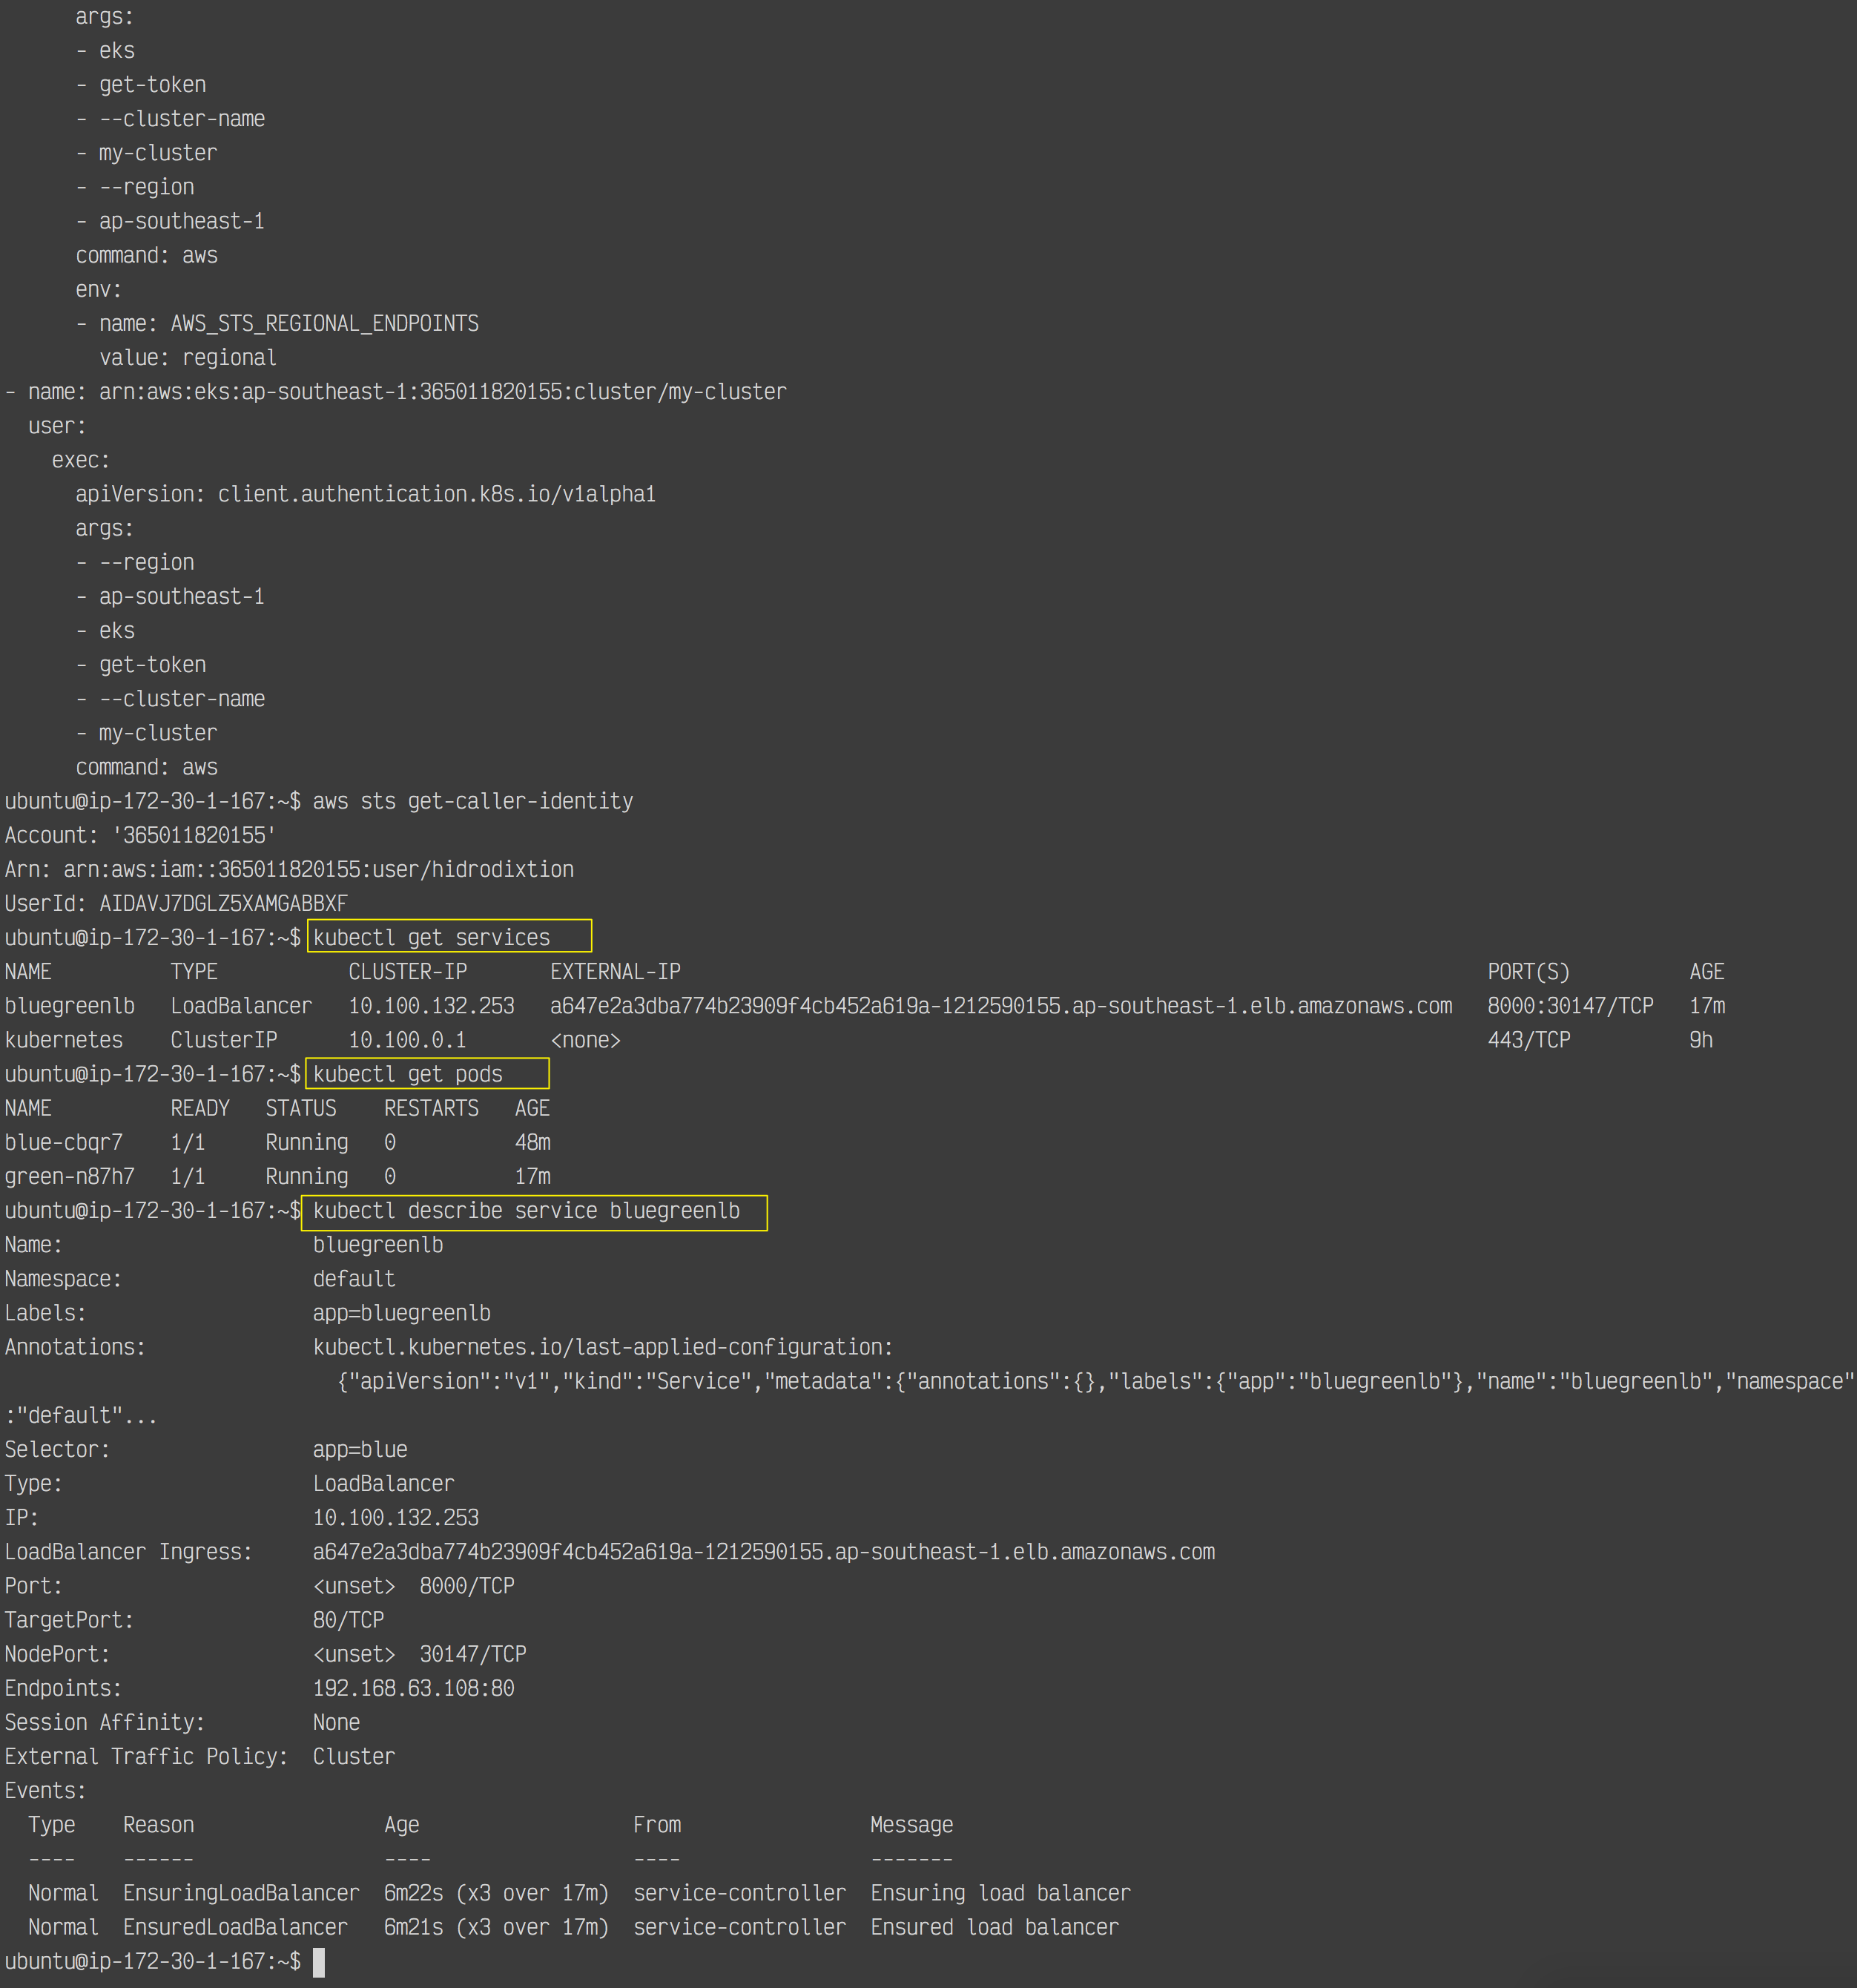 args:
- eks
- get-token
- --cluster-name
- my-cluster
- --region
- ap-southeast-1
command: aws
env:
- name: AWS_STS_REGIONAL_ENDPOINTS
value: regional
- name: arn:aws:eks:ap-southeast-1:365011820155:cluster/my-cluster
user:
exec:
apiVersion: client.authentication.k8s.io/v1alpha1
args:
- --region
- ap-southeast-1
- eks
- get-token
- --cluster-name
- my-cluster
command: aws
ubuntu@ip-172-30-1-167:~$ aws sts get-caller-identity
Account: '365011820155'
Arn: arn:aws:iam::365011820155:user/hidrodixtion
UserId: AIDAVJ7DGLZ5XAMGABBXF
ubuntu@ip-172-30-1-167:~$ kubectl get services
NAME TYPE CLUSTER-IP EXTERNAL-IP PORT(S) AGE
bluegreenlb LoadBalancer 10.100.132.253 a647e2a3dba774b23909f4cb452a619a-1212590155.ap-southeast-1.elb.amazonaws.com 8000:30147/TCP 17m
kubernetes ClusterIP 10.100.0.1 <none> 443/TCP 9h
ubuntu@ip-172-30-1-167:~$ kubectl get pods
NAME READY STATUS RESTARTS AGE
blue-cbqr7 1/1 Running 0 48m
green-n87h7 1/1 Running 0 17m
ubuntu@ip-172-30-1-167:~$ kubectl describe service bluegreenlb
Name: bluegreenlb
Namespace: default
Labels: app=bluegreenlb
Annotations: kubectl.kubernetes.io/last-applied-configuration:
{"apiVersion":"v1","kind":"Service","metadata":{"annotations":{},"labels":{"app":"bluegreenlb"},"name":"bluegreenlb","namespace"
:"default"...
Selector: app=blue
Type: LoadBalancer
IP: 10.100.132.253
LoadBalancer Ingress: a647e2a3dba774b23909f4cb452a619a-1212590155.ap-southeast-1.elb.amazonaws.com
Port: <unset> 8000/TCP
TargetPort: 80/TCP
NodePort: <unset> 30147/TCP
Endpoints: 192.168.63.108:80
Session Affinity: None
External Traffic Policy: Cluster
Events:
Type Reason Age From Message
---- ------ ---- ---- -------
Normal EnsuringLoadBalancer 6m22s (x3 over 17m) service-controller Ensuring load balancer
Normal EnsuredLoadBalancer 6m21s (x3 over 17m) service-controller Ensured load balancer
ubuntu@ip-172-30-1-167:~$